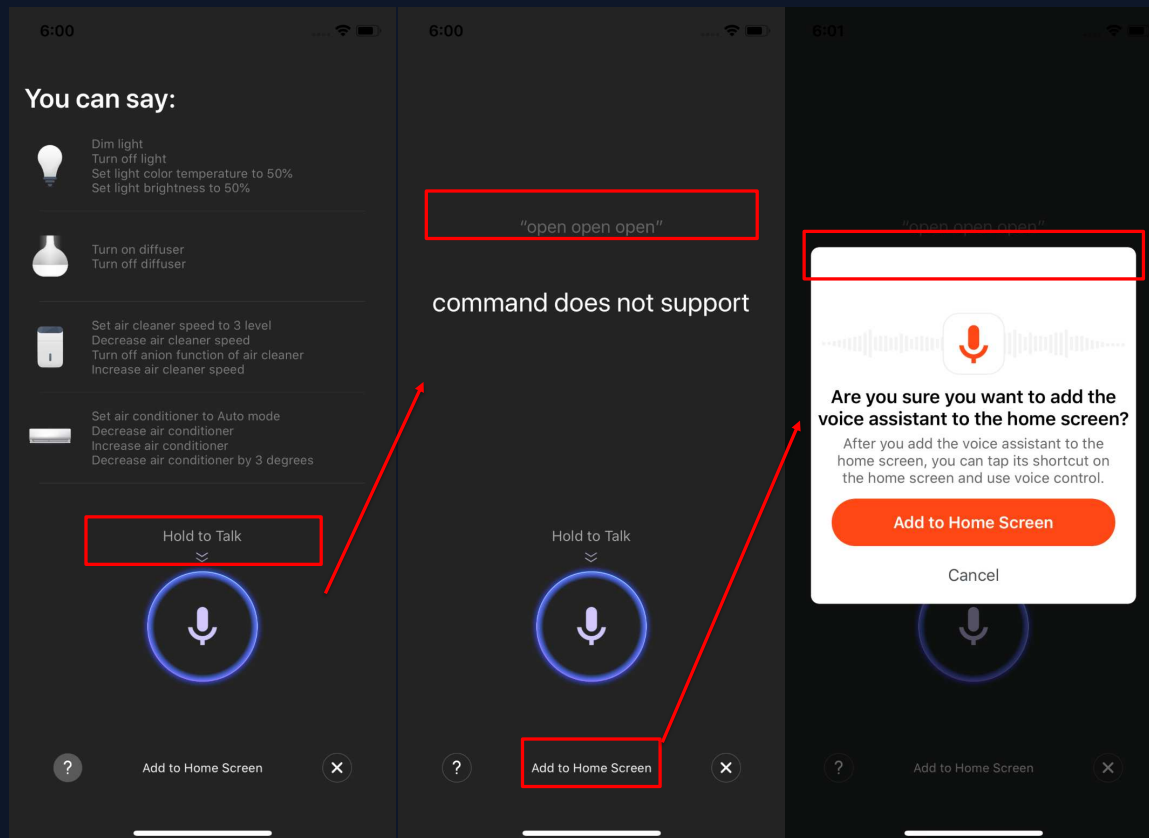 6:00
You can say:
Dim light
Turn off light
Set light color temperature to 50%
Set light brightness to 50%
Turn on diffuser
Turn off diffuser
Set air cleaner speed to 3 level
Decrease air cleaner speed
Turn off anion function of air cleaner
Increase air cleaner speed
Set air conditioner to Auto mode
Decrease air conditioner
Increase air conditioner
Decrease air conditioner by 3 degrees
Hold to Talk
?
Add to Home Screen
6:00
“open open open”
command does not support
Hold to Talk
?
Add to Home Screen
6:01
“open open open”
Are you sure you want to add the
voice assistant to the home screen?
After you add the voice assistant to the
home screen, you can tap its shortcut on
the home screen and use voice control.
Add to Home Screen
Cancel
?
Add to Home Screen